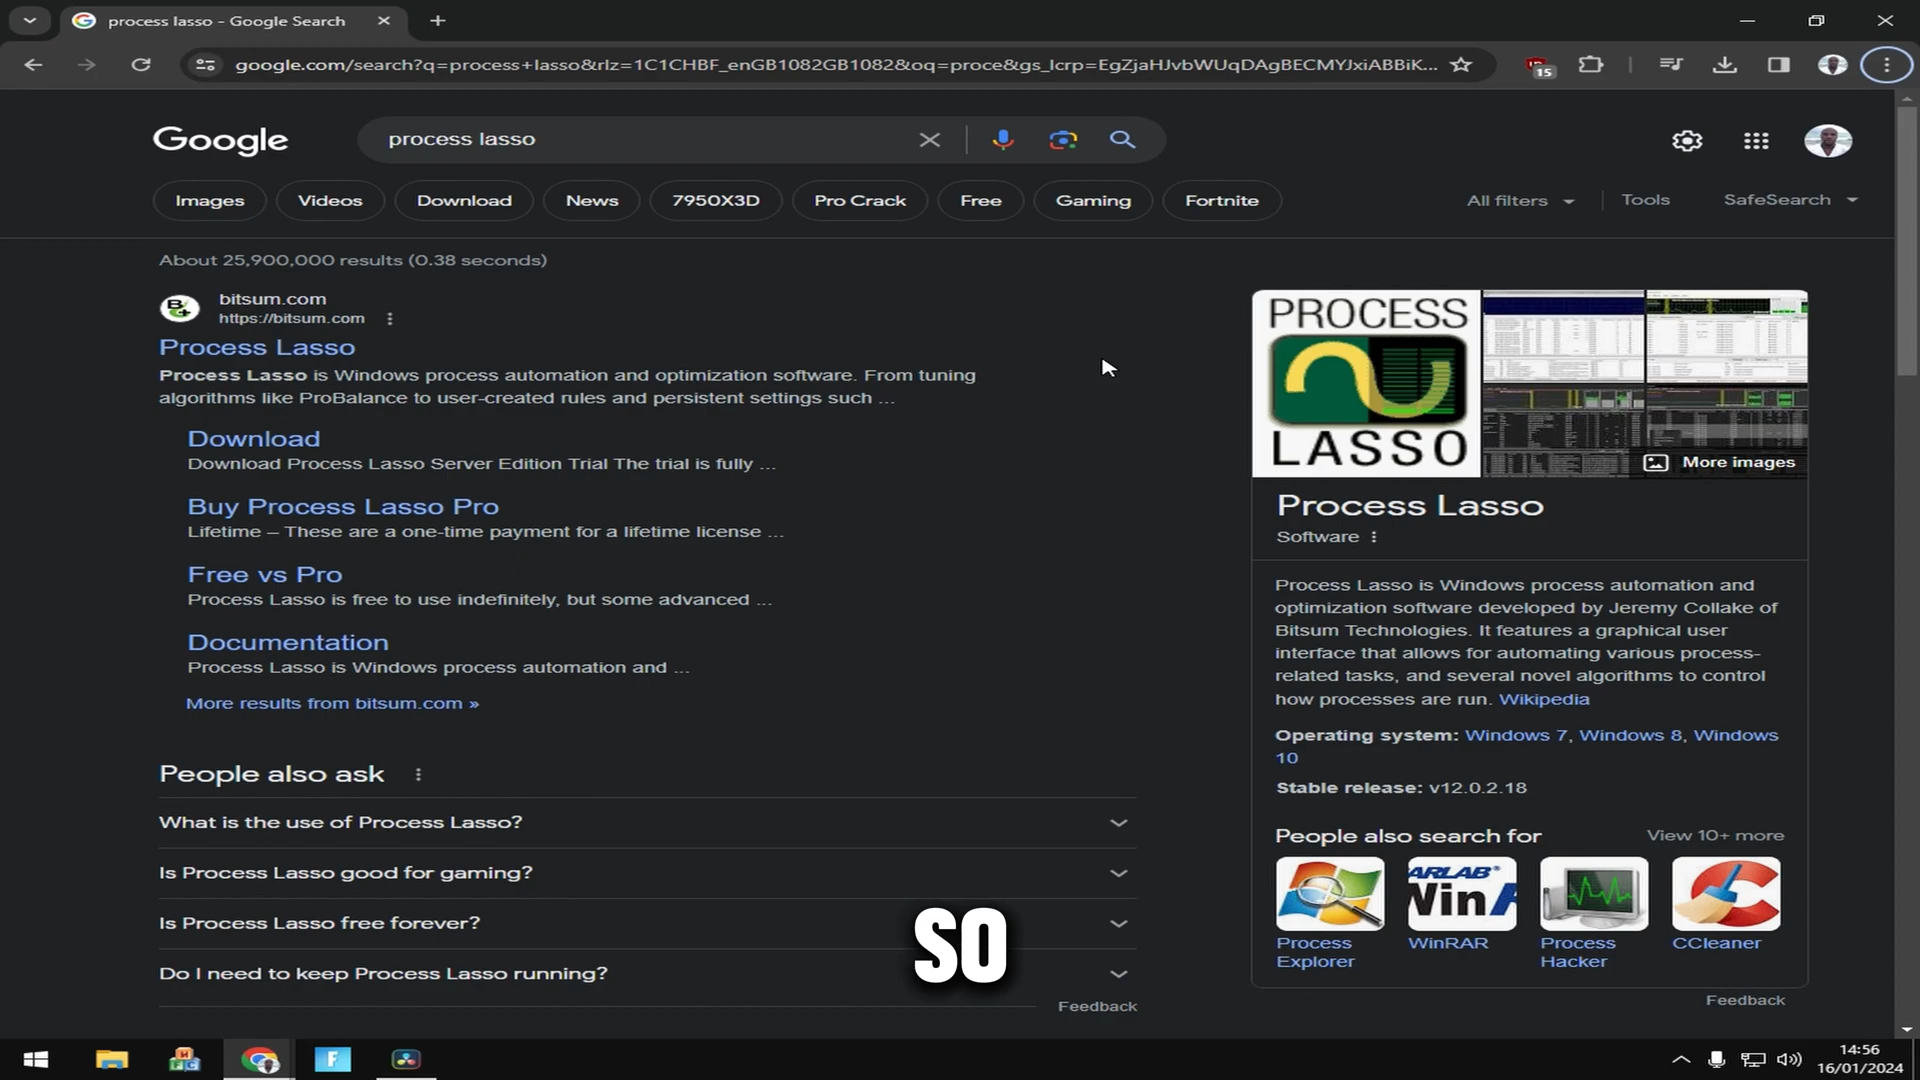 process lasso - Google Search
google.com/search?q=process+lasso&rlz=1C1CHBF_enGB1082GB1082&oq=proce&gs_lcrp=EgZjaHJvbWUqDAgBECMYJxiABBiK...
15
Google
process lasso
Images
Videos
Download
News
7950X3D
Pro Crack
Free
Gaming
Fortnite
All filters
Tools
SafeSearch
About 25,900,000 results (0.38 seconds)
bitsum.com
https://bitsum.com
Process Lasso
Process Lasso is Windows process automation and optimization software. From tuning
algorithms like ProBalance to user-created rules and persistent settings such ...
Download
Download Process Lasso Server Edition Trial The trial is fully ...
Buy Process Lasso Pro
Lifetime – These are a one-time payment for a lifetime license ...
Free vs Pro
Process Lasso is free to use indefinitely, but some advanced ...
Documentation
Process Lasso is Windows process automation and ...
More results from bitsum.com »
People also ask
What is the use of Process Lasso?
Is Process Lasso good for gaming?
Is Process Lasso free forever?
Do I need to keep Process Lasso running?
Feedback
SO
PROCESS
LASSO
More images
Process Lasso
Software
Process Lasso is Windows process automation and
optimization software developed by Jeremy Collake of
Bitsum Technologies. It features a graphical user
interface that allows for automating various process-
related tasks, and several novel algorithms to control
how processes are run. Wikipedia
Operating system: Windows 7, Windows 8, Windows
10
Stable release: v12.0.2.18
People also search for
View 10+ more
ARLAB®
WinA
Process
Explorer
WinRAR
Process
Hacker
CCleaner
Feedback
14:56
16/01/2024